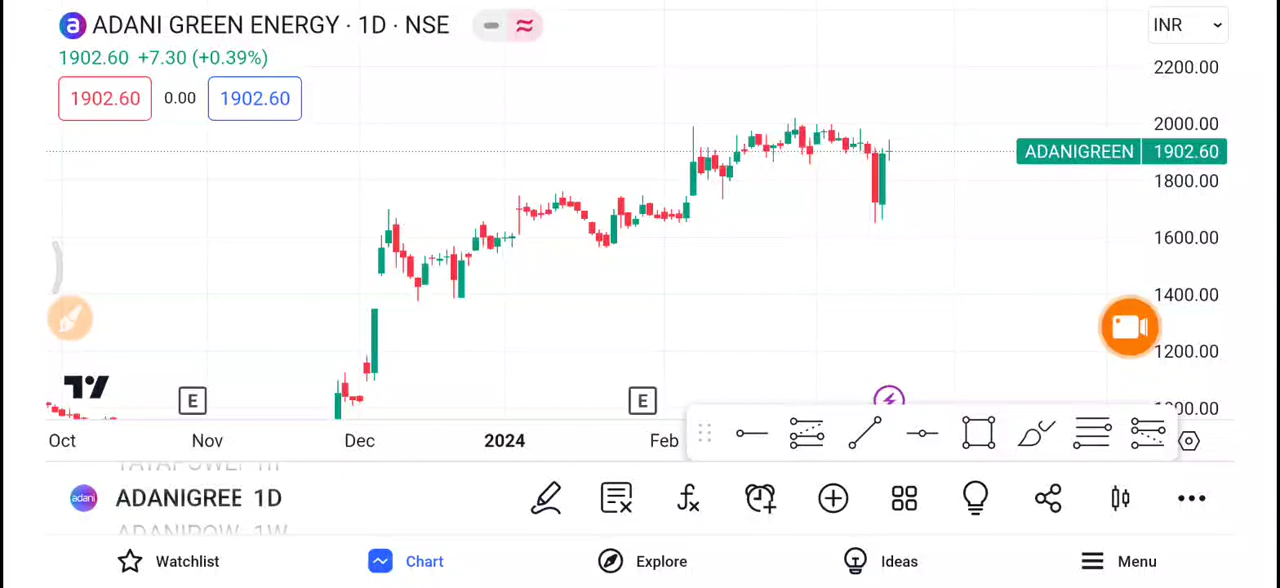 ADANI GREEN ENERGY · 1D · NSE
INR
1902.60 +7.30 (+0.39%)
1902.60 0.00 1902.60
2200.00
2000.00
ADANIGREEN 1902.60
1800.00
1600.00
1400.00
1200.00
E E
Oct Nov Dec 2024 Feb
adani ADANIGREE 1D
Watchlist Chart Explore Ideas Menu